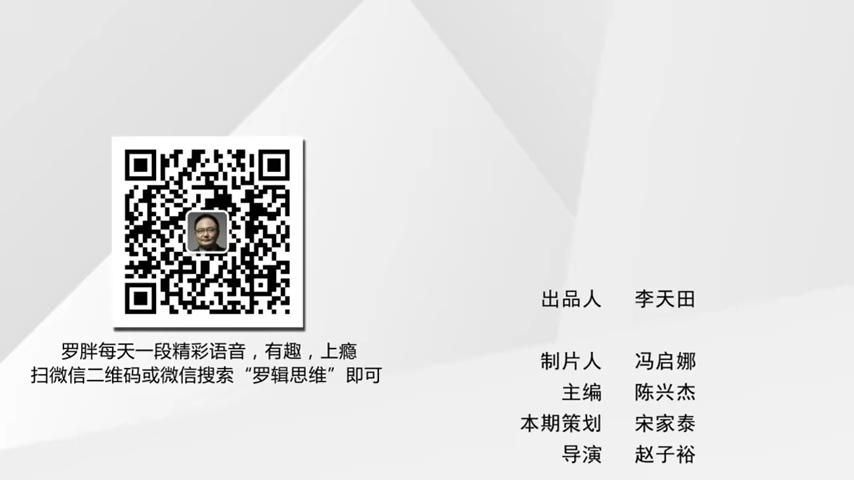 罗胖每天一段精彩语音，有趣，上瘾
扫微信二维码或微信搜索“罗辑思维”即可
出品人 李天田
制片人 冯启娜
主编 陈兴杰
本期策划 宋家泰
导演 赵子裕